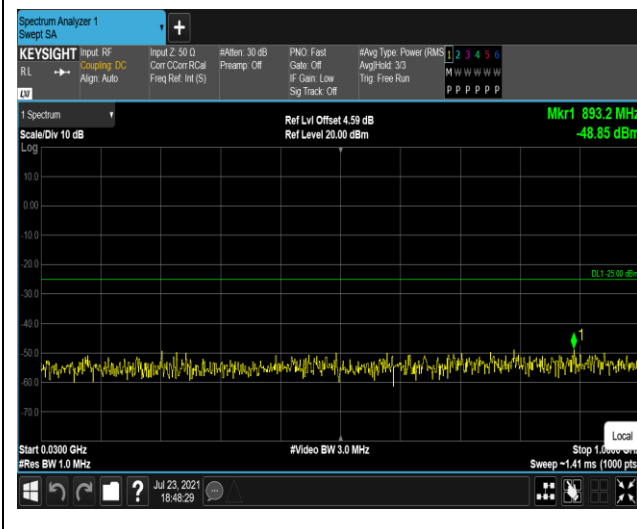 Spectrum Analyzer 1
Swept SA
+
KEYSIGHT
RL
LXI
Input: RF
Coupling: DC
Align: Auto
Input Z: 50 Ω
Corr CCorr RCal
Freq Ref: Int (S)
#Atten: 30 dB
Preamp: Off
PNO: Fast
Gate: Off
IF Gain: Low
Sig Track: Off
#Avg Type: Power (RMS
Avg|Hold: 3/3
Trig: Free Run
1 2 3 4 5 6
M W W W W W
P P P P P P
1 Spectrum
Scale/Div 10 dB
Ref Lvl Offset 4.59 dB
Ref Level 20.00 dBm
Mkr1 893.2 MHz
-48.85 dBm
Log
10.0
0.00
-10.0
-20.0
DL1 -25.00 dBm
-30.0
-40.0
1
-50.0
-60.0
-70.0
Local
Start 0.0300 GHz
#Res BW 1.0 MHz
#Video BW 3.0 MHz
Stop
Sweep ~1.41 ms (1000 pts
?
Jul 23, 2021
18:48:29